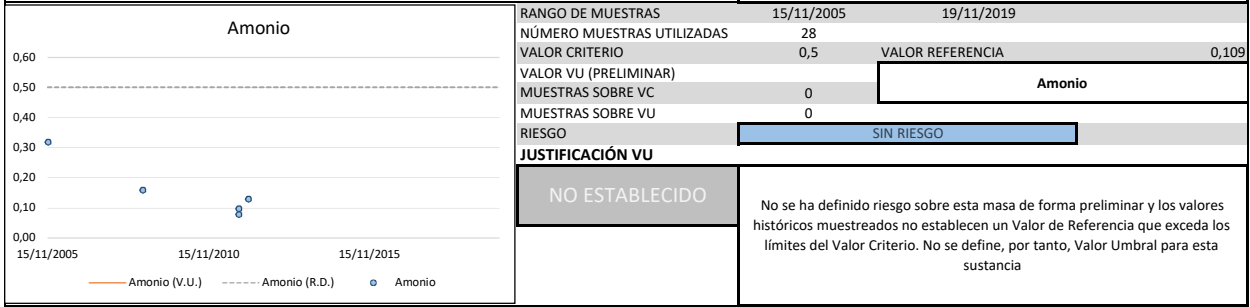 Amonio
0,60
0,50
0,40
0,30
0,20
0,10
0,00
15/11/2005 15/11/2010 15/11/2015
Amonio (V.U.) Amonio (R.D.) Amonio
RANGO DE MUESTRAS 15/11/2005 19/11/2019
NÚMERO MUESTRAS UTILIZADAS 28
VALOR CRITERIO 0,5 VALOR REFERENCIA 0,109
VALOR VU (PRELIMINAR)
Amonio
MUESTRAS SOBRE VC 0
MUESTRAS SOBRE VU 0
RIESGO SIN RIESGO
JUSTIFICACIÓN VU
NO ESTABLECIDO
No se ha definido riesgo sobre esta masa de forma preliminar y los valores
históricos muestreados no establecen un Valor de Referencia que exceda los
límites del Valor Criterio. No se define, por tanto, Valor Umbral para esta
sustancia